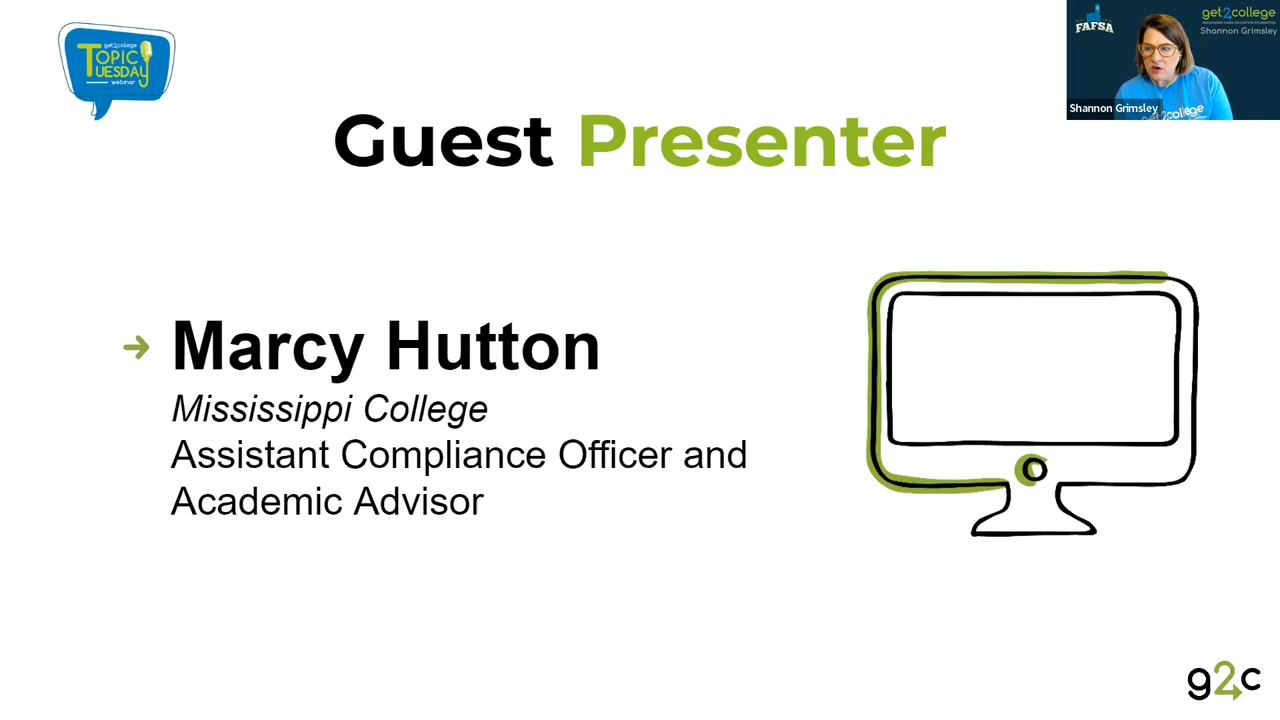 get2college
TOPIC
TUESDAY
webinar
FAFSA
get2college
Shannon Grimsley
Shannon Grimsley
get2college
Guest Presenter
Marcy Hutton
Mississippi College
Assistant Compliance Officer and
Academic Advisor
g2c